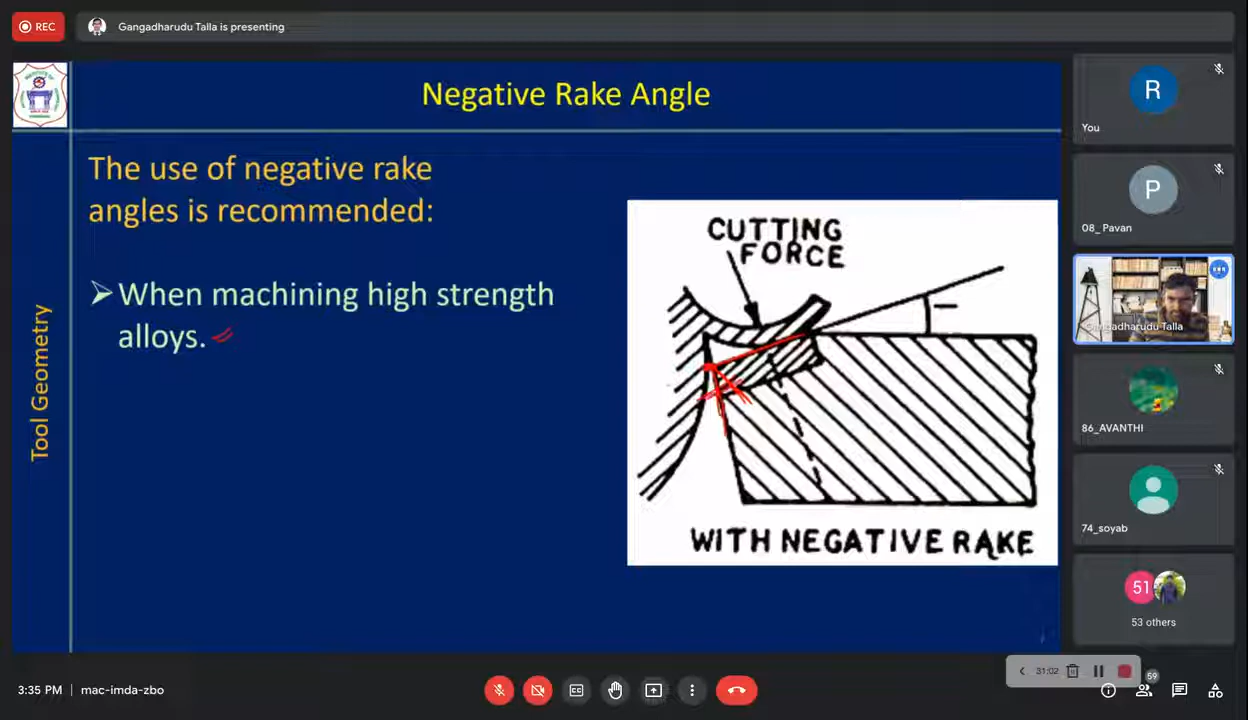 REC
Gangadharudu Talla is presenting
Negative Rake Angle
The use of negative rake
angles is recommended:
➢When machining high strength
alloys.
Tool Geometry
CUTTING
FORCE
WITH NEGATIVE RAKE
R
You
P
08_ Pavan
Gangadharudu Talla
86_AVANTHI
74_soyab
51
53 others
31:02
3:35 PM | mac-imda-zbo
59